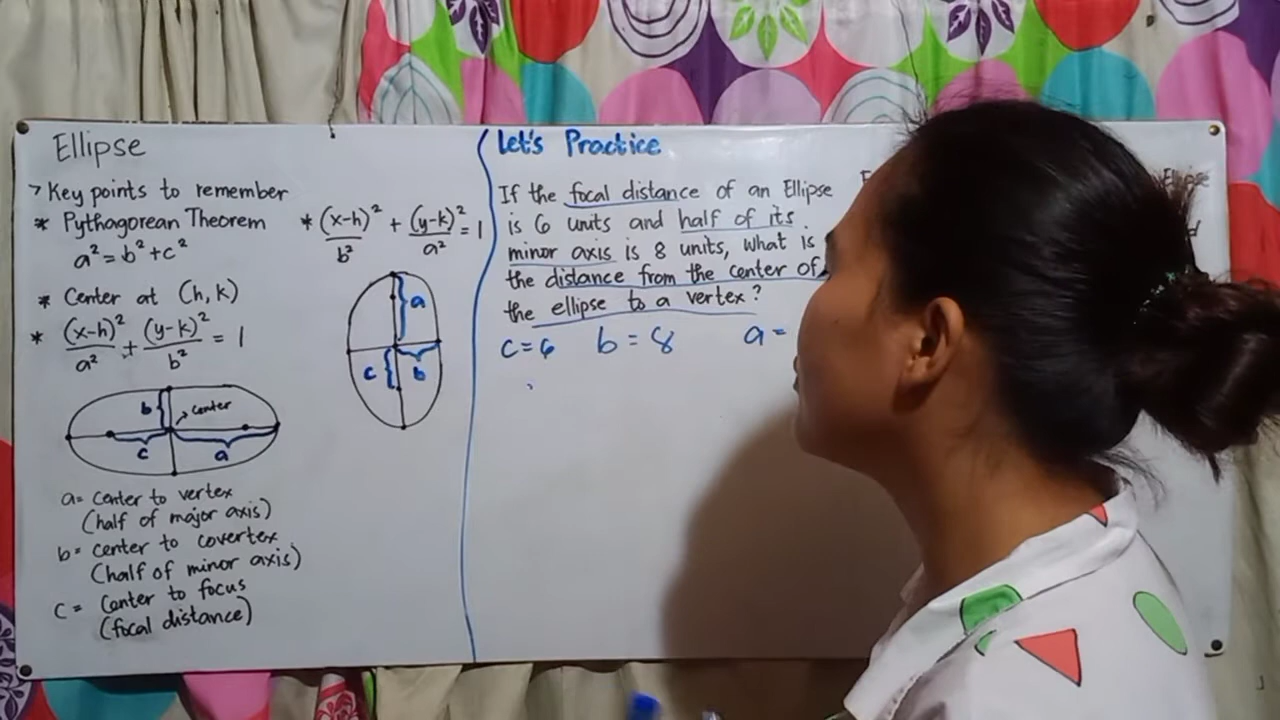 Ellipse
> Key points to remember
* Pythagorean Theorem
a² = b² + c²
* Center at (h, k)
* (x-h)²/a² + (y-k)²/b² = 1
b
center
c
a
a = Center to vertex
(half of major axis)
b = center to covertex
(half of minor axis)
c = Center to focus
(focal distance)
* (x-h)²/b² + (y-k)²/a² = 1
a
c
b
Let's Practice
If the focal distance of an Ellipse
is 6 units and half of its
minor axis is 8 units, what is
the distance from the center of
the ellipse to a vertex?
c = 6 b = 8 a =